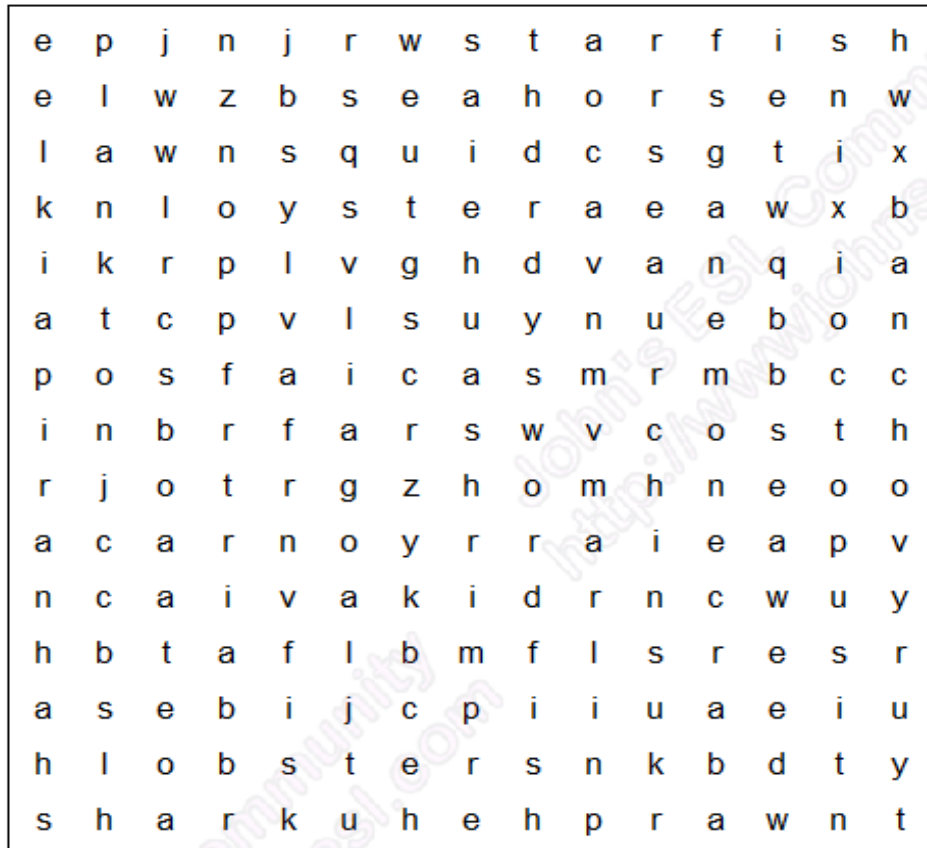 e p j n j r w s t a r f i s h
e l w z b s e a h o r s e n w
l a w n s q u i d c s g t i x
k n l o y s t e r a e a w x b
i k r p l v g h d v a n q i a
a t c p v l s u y n u e b o n
p o s f a i c a s m r m b c c
i n b r f a r s w v c o s t h
r j o t r g z h o m h n e o o
a c a r n o y r r a i e a p v
n c a i v a k i d r n c w u y
h b t a f l b m f l s r e s r
a s e b i j c p i i u a e i u
h l o b s t e r s n k b d t y
s h a r k u h e h p r a w n t